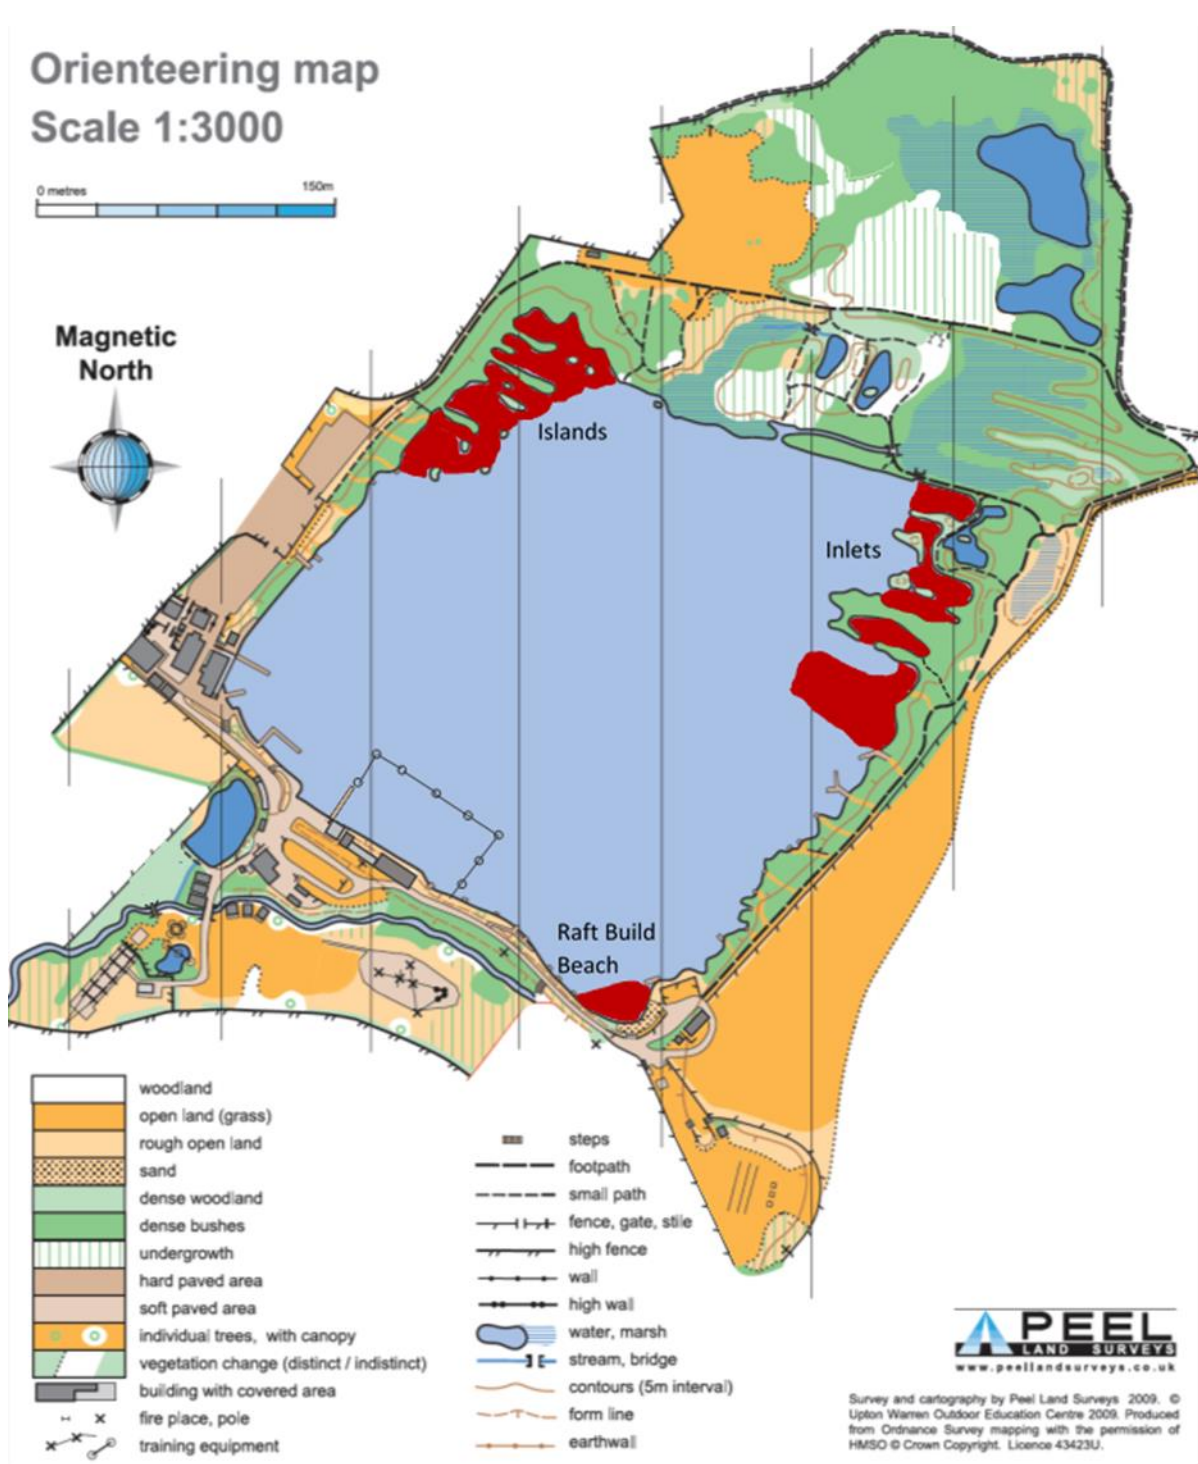 Orienteering map
Scale 1:3000
0 metres
150m
Magnetic
North
Islands
Inlets
Raft Build
Beach
woodland
open land (grass)
rough open land
sand
dense woodland
dense bushes
undergrowth
hard paved area
soft paved area
individual trees, with canopy
vegetation change (distinct / indistinct)
building with covered area
fire place, pole
training equipment
steps
footpath
small path
fence, gate, stile
high fence
wall
high wall
water, marsh
stream, bridge
contours (5m interval)
form line
earthwall
PEEL
LAND SURVEYS
www.peellandsurveys.co.uk
Survey and cartography by Peel Land Surveys 2009. ©
Upton Warren Outdoor Education Centre 2009. Produced
from Ordnance Survey mapping with the permission of
HMSO © Crown Copyright. Licence 43423U.